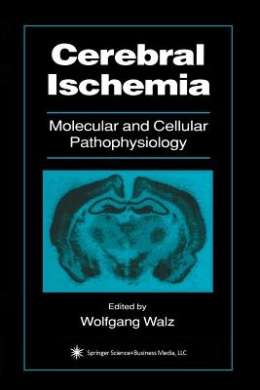 Cerebral
Ischemia
Molecular and Cellular
Pathophysiology
Edited by
Wolfgang Walz
Springer Science+Business Media, LLC